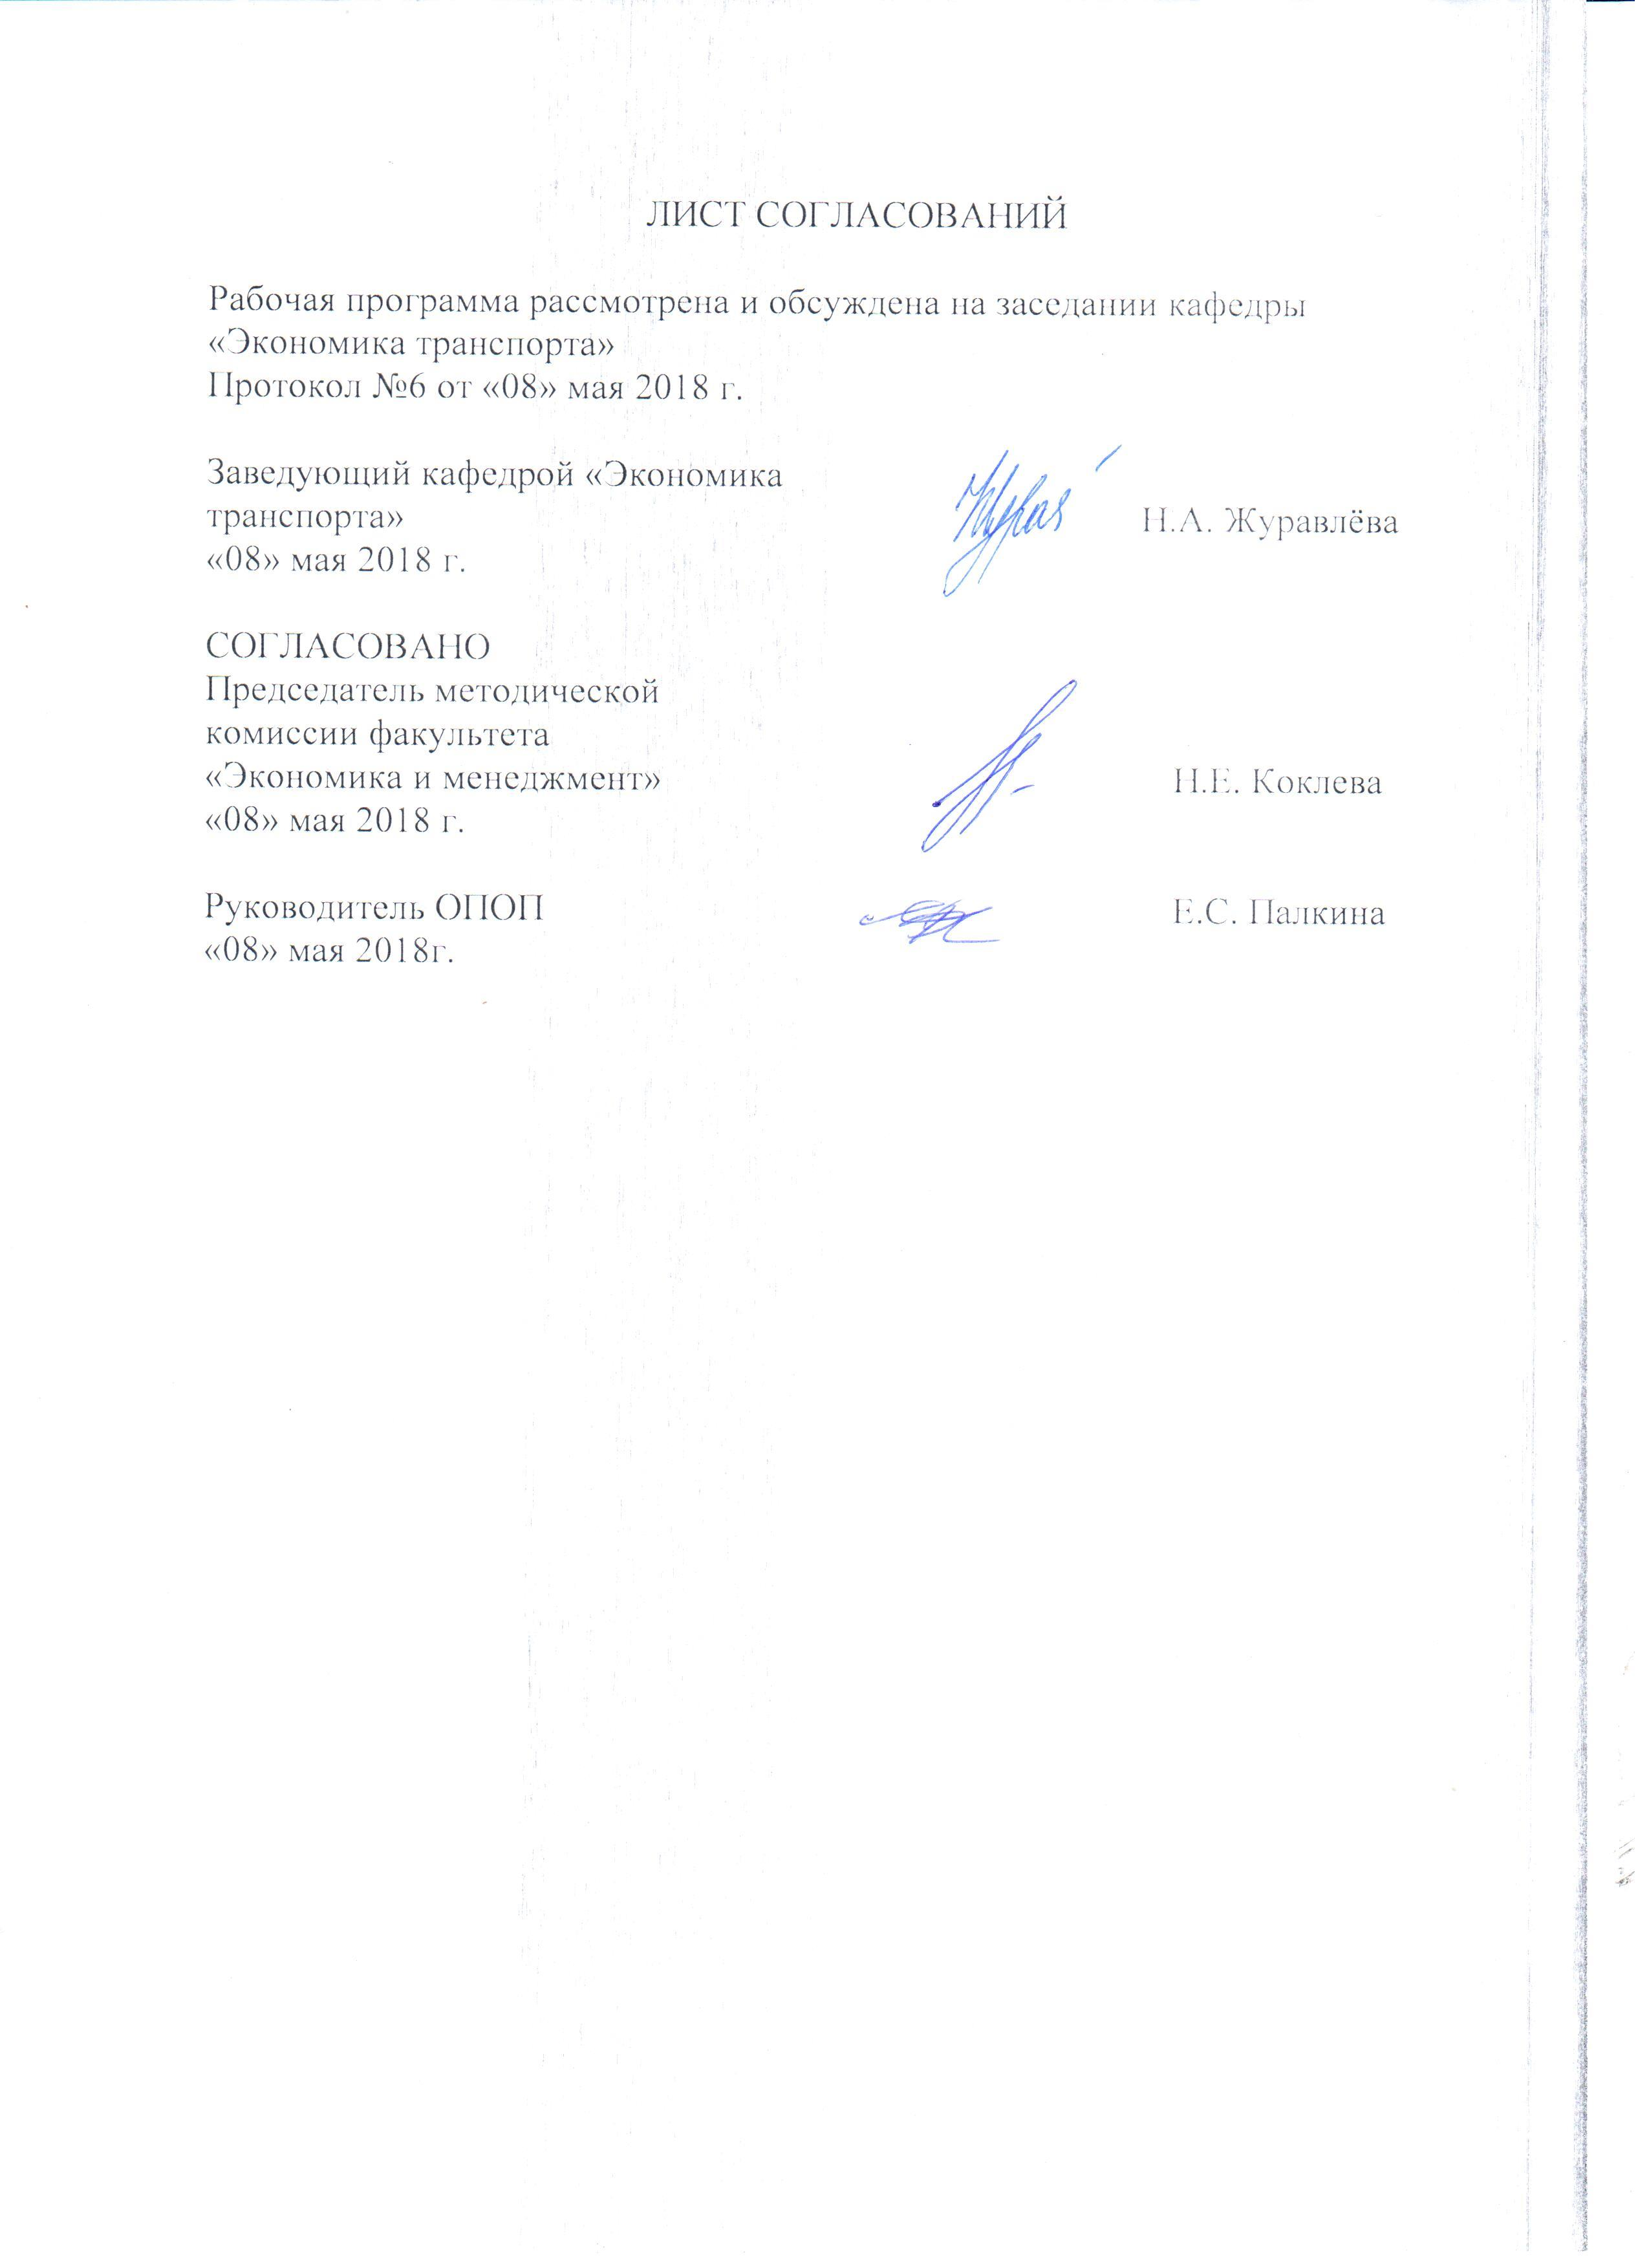 ЛИСТ СОГЛАСОВАНИЙ
Рабочая программа рассмотрена и обсуждена на заседании кафедры
«Экономика транспорта»
Протокол №6 от «08» мая 2018 г.
Заведующий кафедрой «Экономика
транспорта» Н.А. Журавлёва
«08» мая 2018 г.
СОГЛАСОВАНО
Председатель методической
комиссии факультета
«Экономика и менеджмент» Н.Е. Коклева
«08» мая 2018 г.
Руководитель ОПОП Е.С. Палкина
«08» мая 2018г.